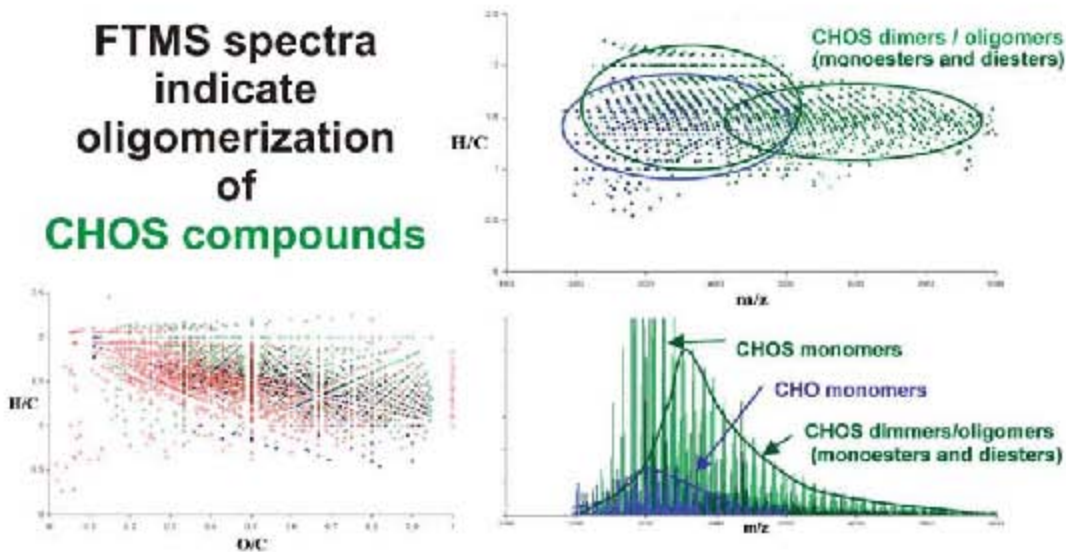 FTMS spectra
indicate
oligomerization
of
CHOS compounds
CHOS dimers / oligomers
(monoesters and diesters)
H/C
m/z
H/C
O/C
CHOS monomers
CHO monomers
CHOS dimmers/oligomers
(monoesters and diesters)
m/z